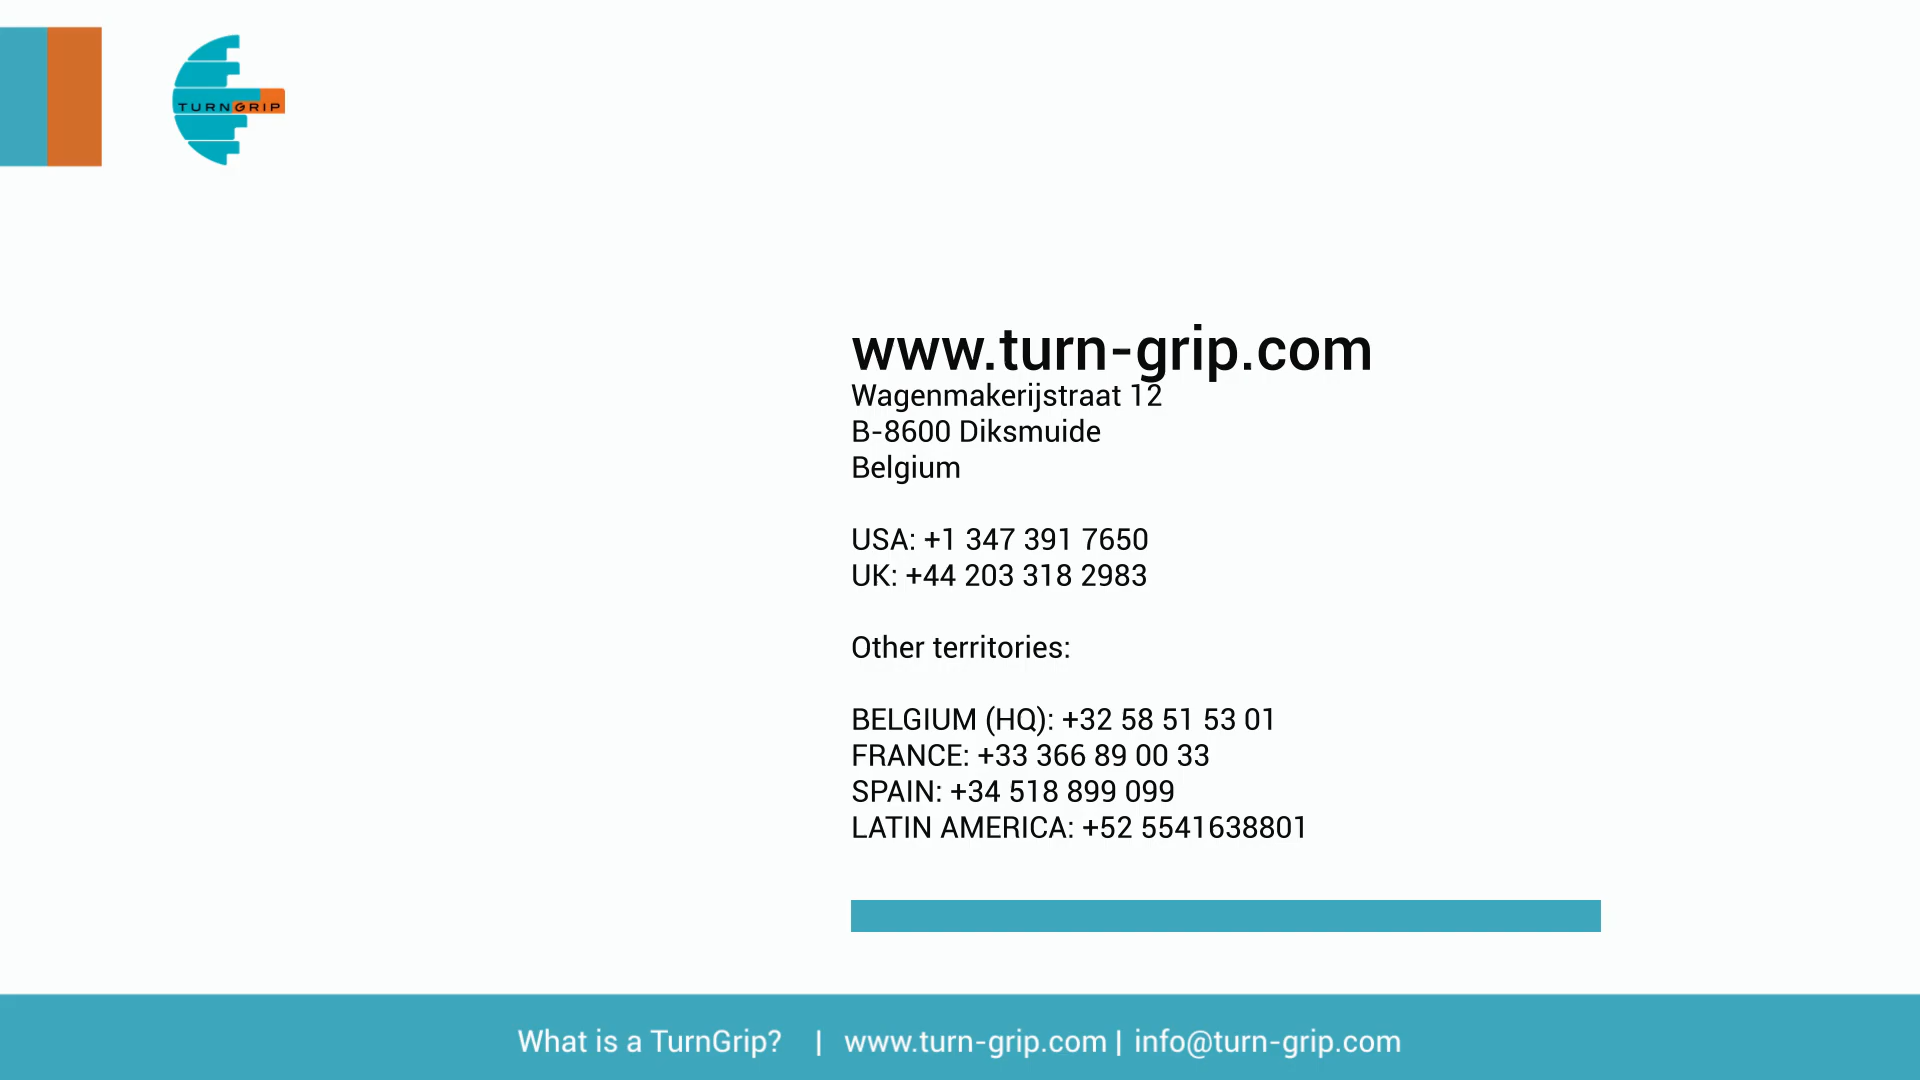 TURNGRIP
www.turn-grip.com
Wagenmakerijstraat 12
B-8600 Diksmuide
Belgium
USA: +1 347 391 7650
UK: +44 203 318 2983
Other territories:
BELGIUM (HQ): +32 58 51 53 01
FRANCE: +33 366 89 00 33
SPAIN: +34 518 899 099
LATIN AMERICA: +52 5541638801
What is a TurnGrip? | www.turn-grip.com | info@turn-grip.com